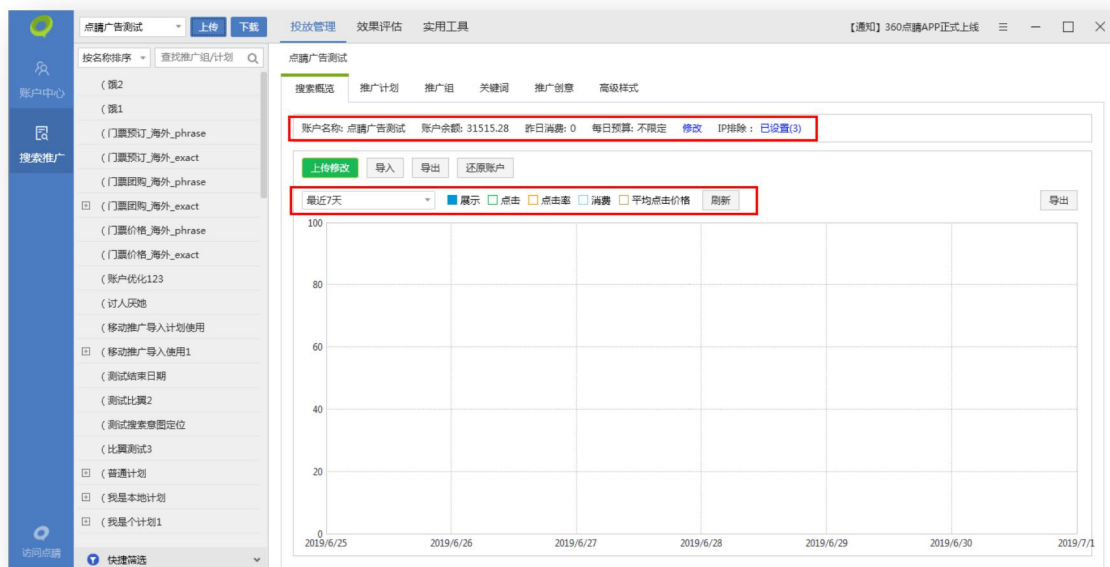 点睛广告测试 上传 下载 投放管理 效果评估 实用工具 【通知】360点睛APP正式上线
按名称排序 查找推广组/计划 点睛广告测试
账户中心
搜索推广
(饿2
(饿1
(门票预订_海外_phrase
(门票预订_海外_exact
(门票团购_海外_phrase
(门票团购_海外_exact
(门票价格_海外_phrase
(门票价格_海外_exact
(账户优化123
(讨人厌她
(移动推广导入计划使用
(移动推广导入使用1
(测试结束日期
(测试比翼2
(测试搜索意图定位
(比翼测试3
(普通计划
(我是本地计划
(我是个计划1
快捷筛选
访问点睛
搜索概览 推广计划 推广组 关键词 推广创意 高级样式
账户名称: 点睛广告测试 账户余额: 31515.28 昨日消费: 0 每日预算: 不限定 修改 IP排除： 已设置(3)
上传修改 导入 导出 还原账户
最近7天 展示 点击 点击率 消费 平均点击价格 刷新 导出
100
80
60
40
20
0
2019/6/25 2019/6/26 2019/6/27 2019/6/28 2019/6/29 2019/6/30 2019/7/1